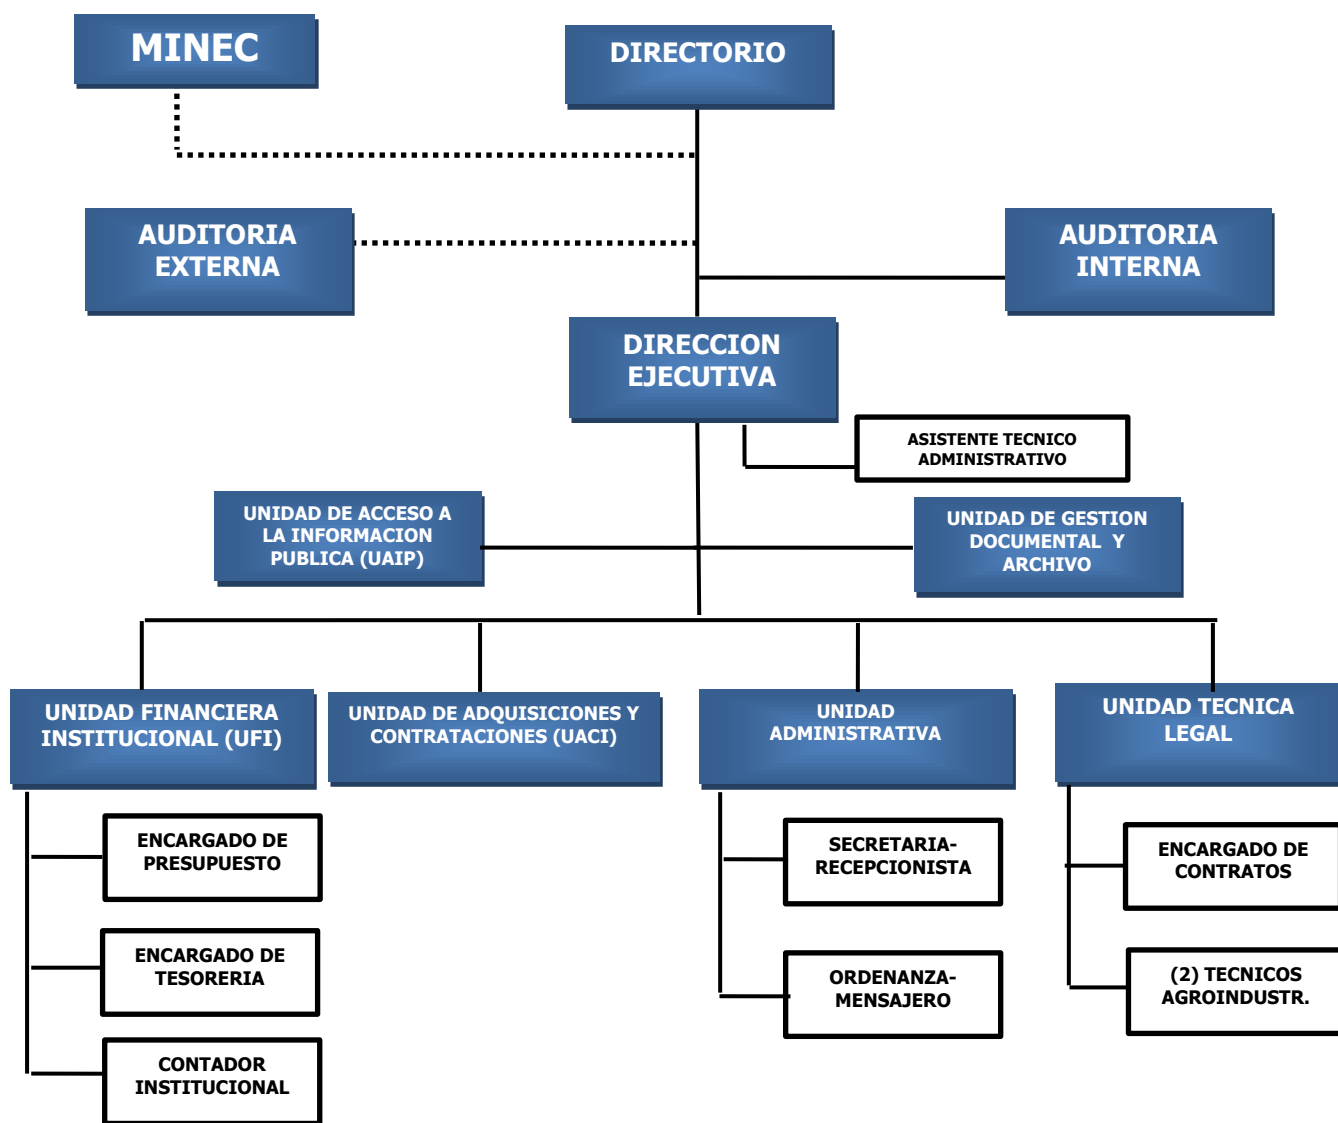 MINEC
DIRECTORIO
AUDITORIA
EXTERNA
AUDITORIA
INTERNA
DIRECCION
EJECUTIVA
ASISTENTE TECNICO
ADMINISTRATIVO
UNIDAD DE ACCESO A
LA INFORMACION
PUBLICA (UAIP)
UNIDAD DE GESTION
DOCUMENTAL Y
ARCHIVO
UNIDAD FINANCIERA
INSTITUCIONAL (UFI)
UNIDAD DE ADQUISICIONES Y
CONTRATACIONES (UACI)
UNIDAD
ADMINISTRATIVA
UNIDAD TECNICA
LEGAL
ENCARGADO DE
PRESUPUESTO
ENCARGADO DE
TESORERIA
CONTADOR
INSTITUCIONAL
SECRETARIA-
RECEPCIONISTA
ORDENANZA-
MENSAJERO
ENCARGADO DE
CONTRATOS
(2) TECNICOS
AGROINDUSTR.